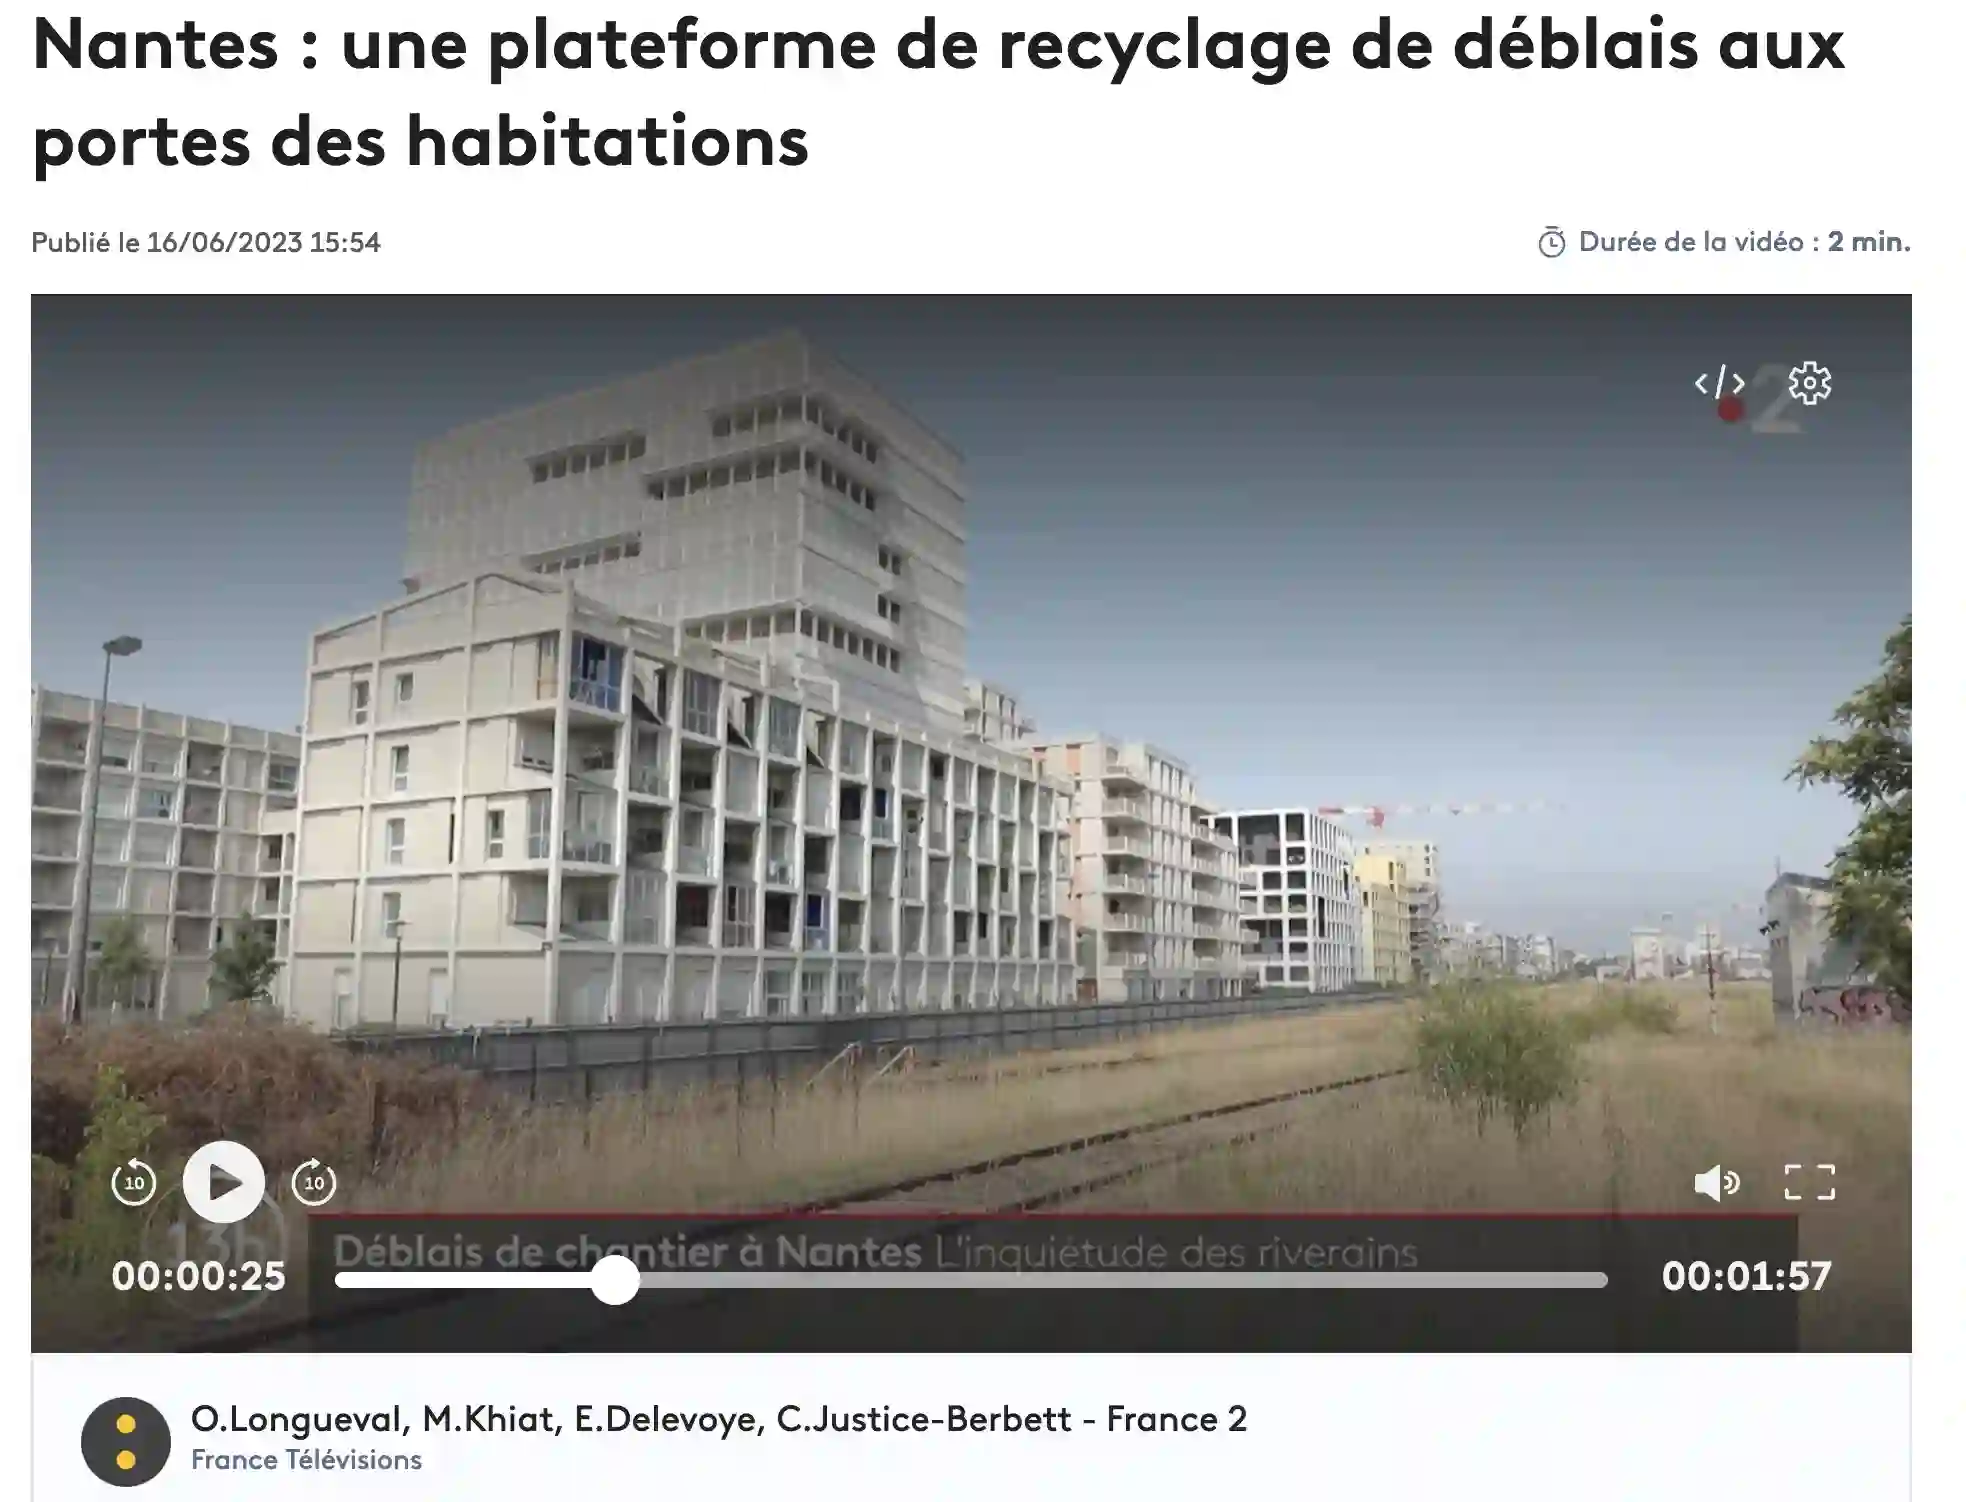 Nantes : une plateforme de recyclage de déblais aux
portes des habitations
Publié le 16/06/2023 15:54
Durée de la vidéo : 2 min.
</>
2
10
10
13h
Déblais de chantier à Nantes L'inquiétude des riverains
00:00:25
00:01:57
O.Longueval, M.Khiat, E.Delevoye, C.Justice-Berbett - France 2
France Télévisions